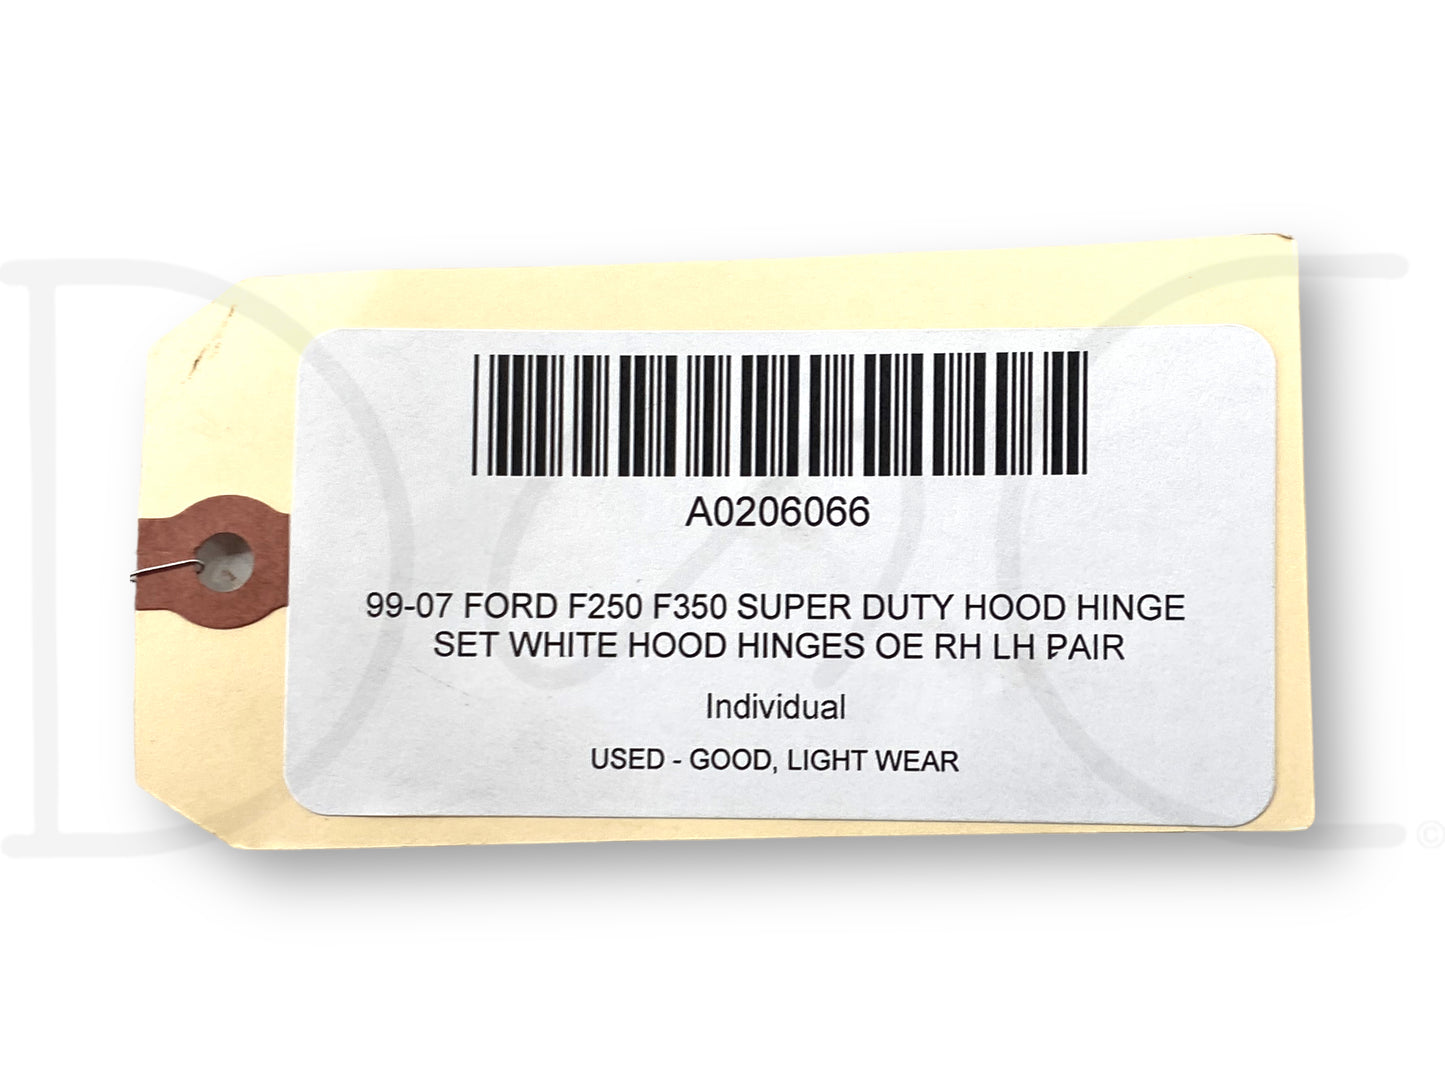 A0206066
99-07 FORD F250 F350 SUPER DUTY HOOD HINGE
SET WHITE HOOD HINGES OE RH LH PAIR
Individual
USED - GOOD, LIGHT WEAR
©